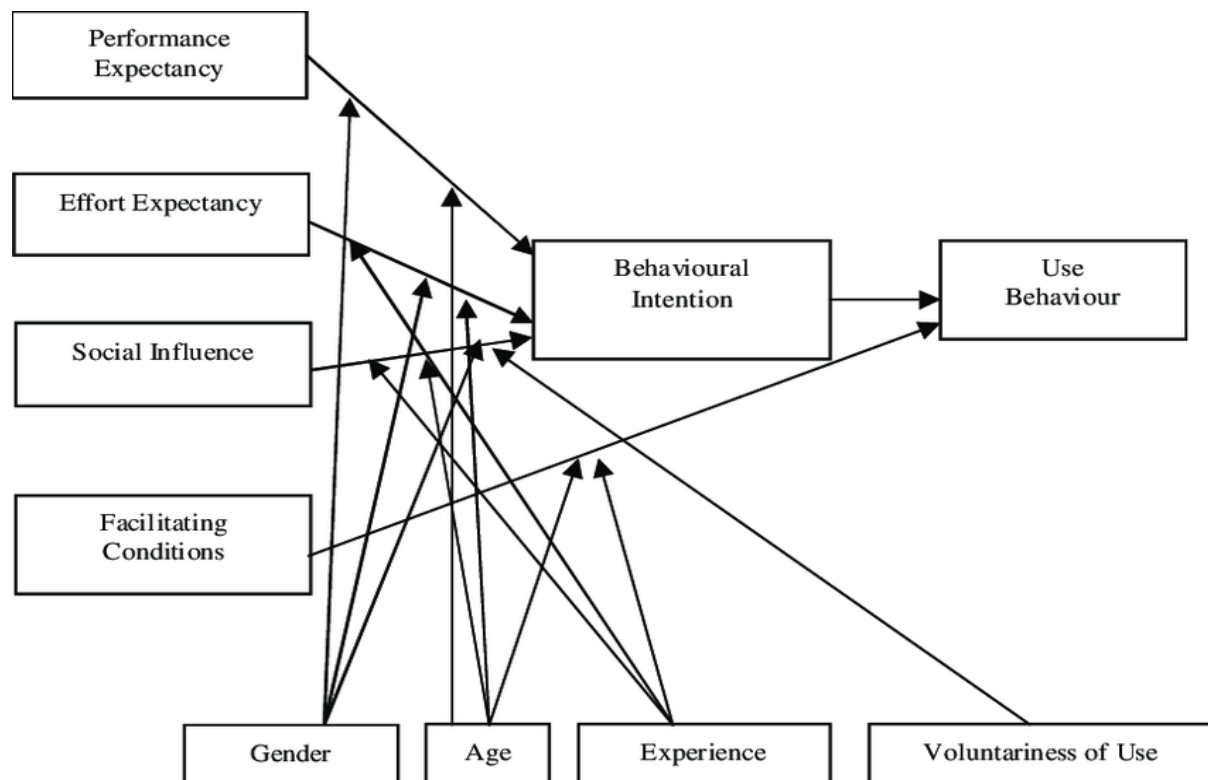 Performance
Expectancy
Effort Expectancy
Social Influence
Facilitating
Conditions
Behavioural
Intention
Use
Behaviour
Gender
Age
Experience
Voluntariness of Use